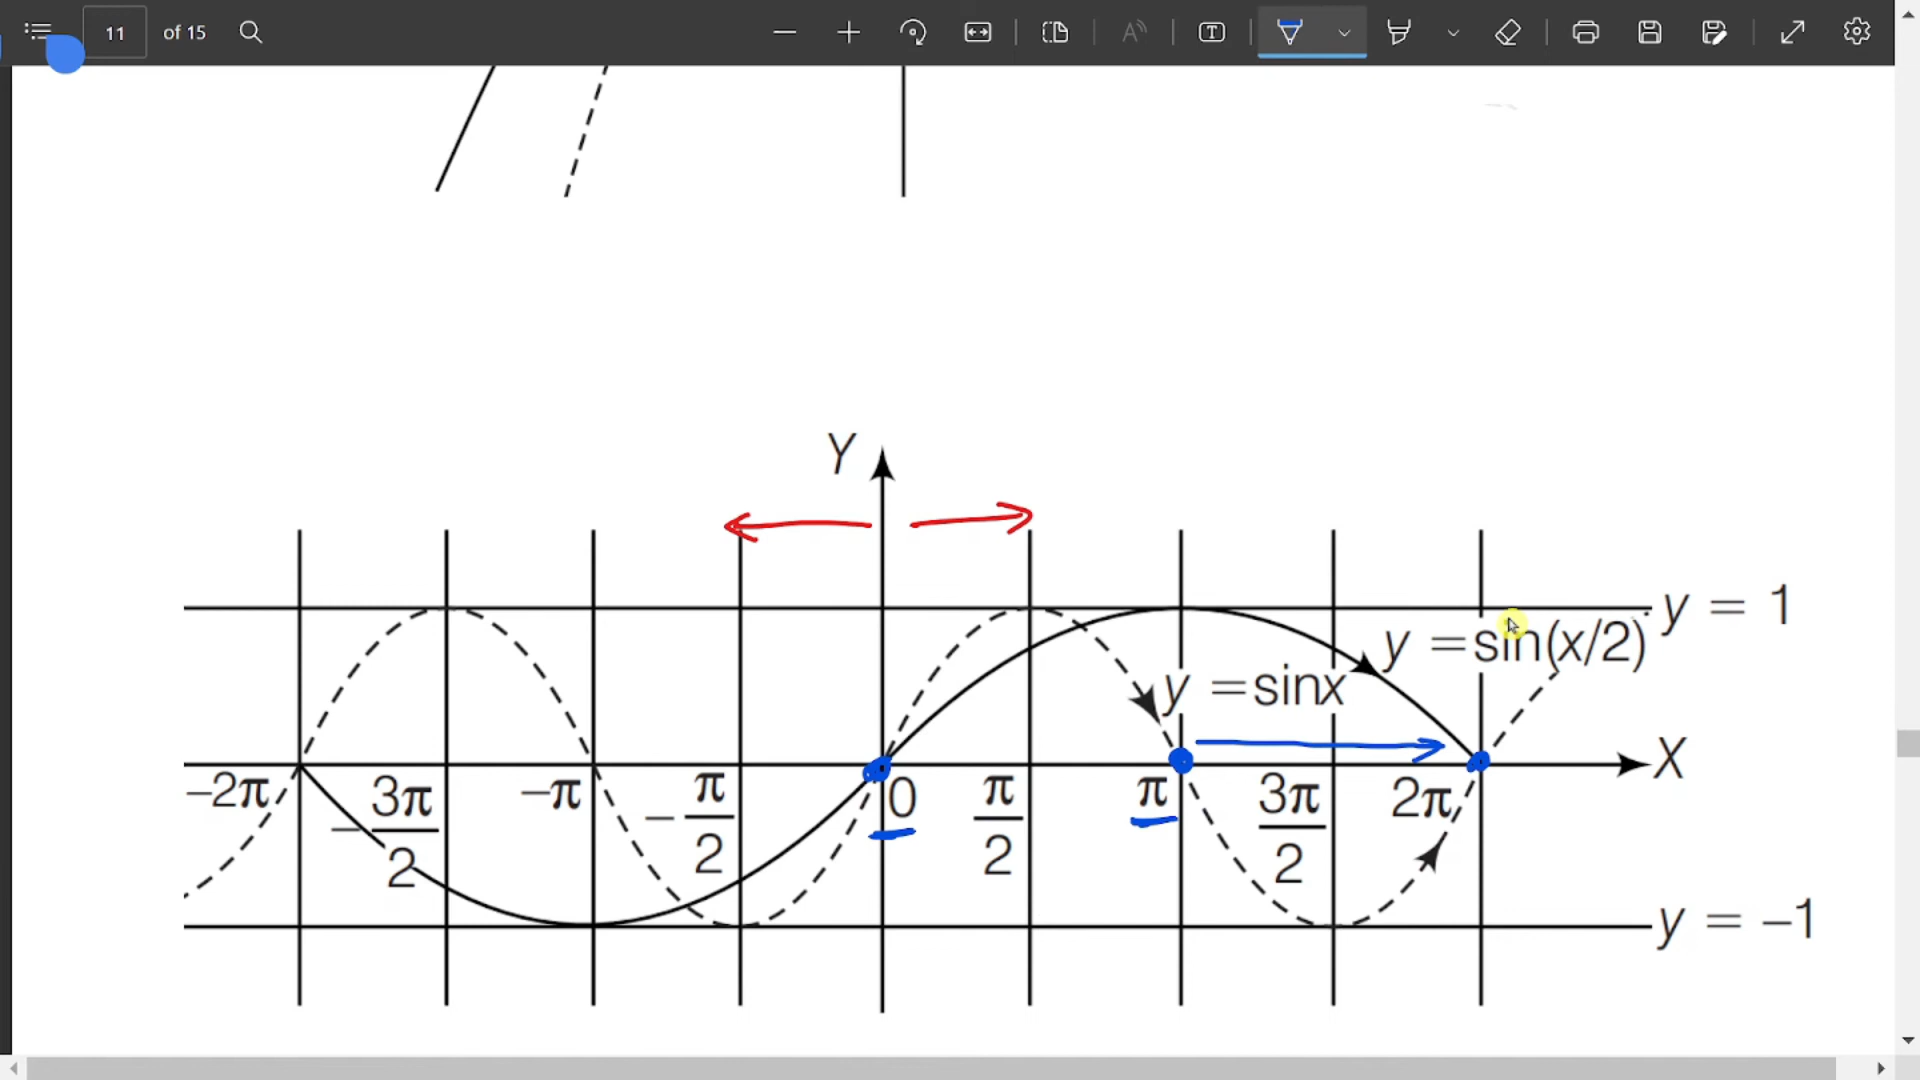 11 of 15
Y
y = 1
y = sin(x/2)
y = sinx
X
−2π −3π/2 −π −π/2 0 π/2 π 3π/2 2π
y = −1